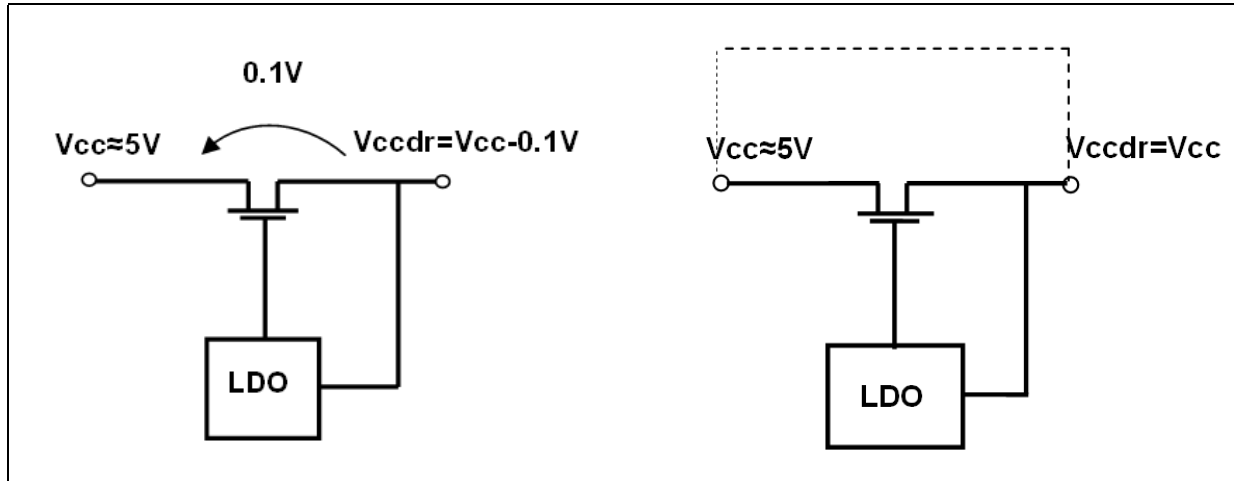 0.1V
Vcc≈5V
Vccdr=Vcc-0.1V
LDO
Vcc≈5V
Vccdr=Vcc
LDO